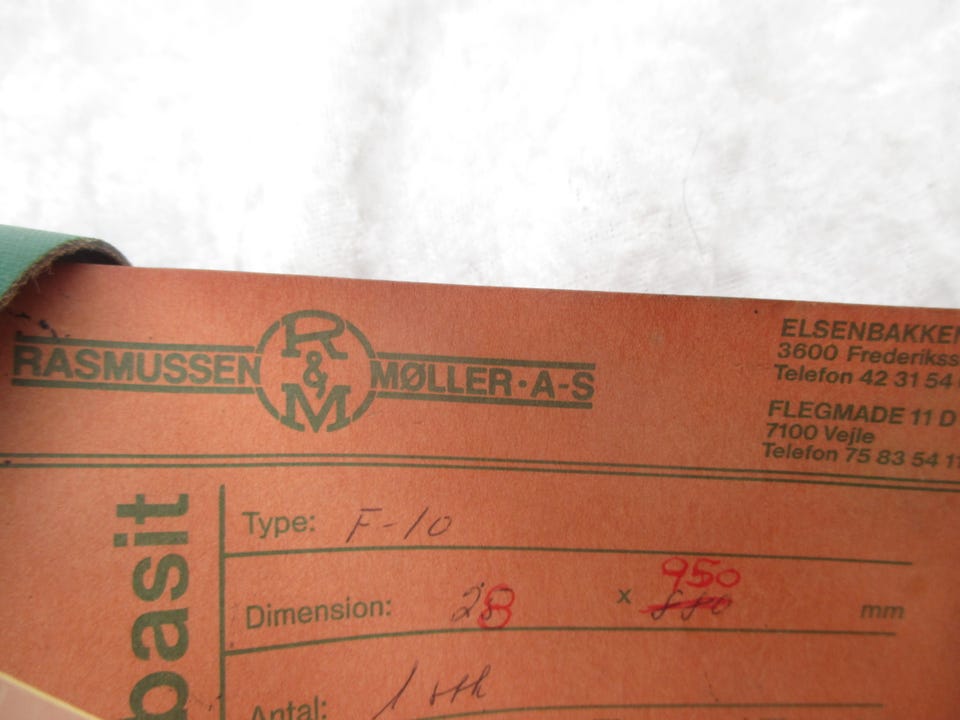 RASMUSSEN R & M MØLLER·A-S
ELSENBAKKEN
3600 Frederikss
Telefon 42 31 54
FLEGMADE 11 D
7100 Vejle
Telefon 75 83 54 11
basit
Type: F-10
Dimension: 28 x 950 880 mm
Antal: 1 stk